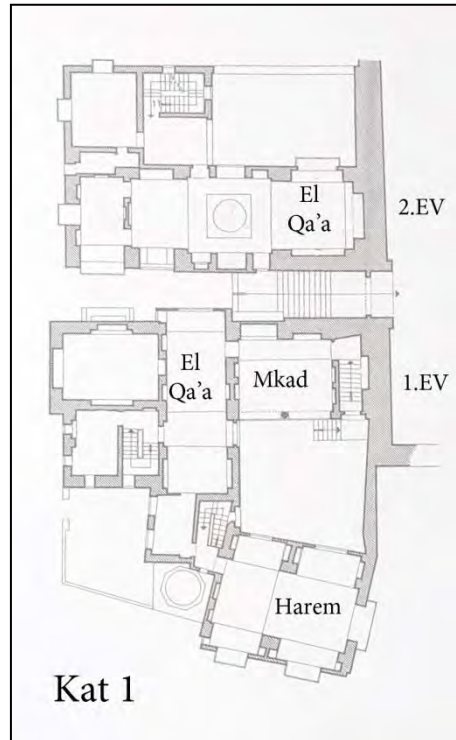 El
Qa’a
2.EV
El
Qa’a
Mkad
1.EV
Harem
Kat 1